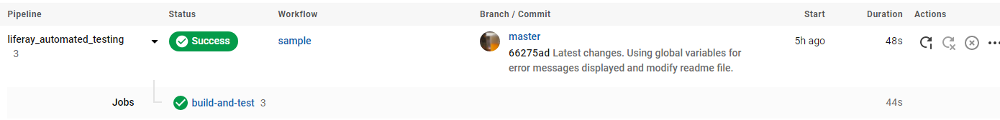 Pipeline Status Workflow Branch / Commit Start Duration Actions
liferay_automated_testing Success sample master 5h ago 48s
3
66275ad Latest changes. Using global variables for
error messages displayed and modify readme file.
Jobs build-and-test 3 44s